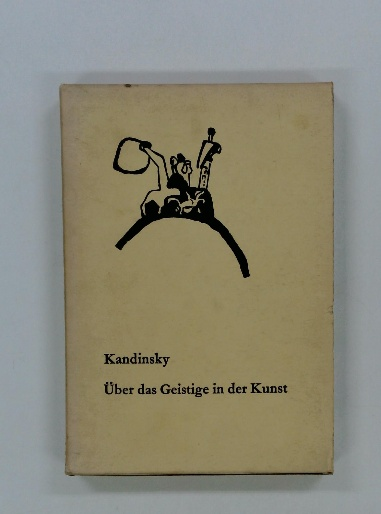 Kandinsky
Über das Geistige in der Kunst